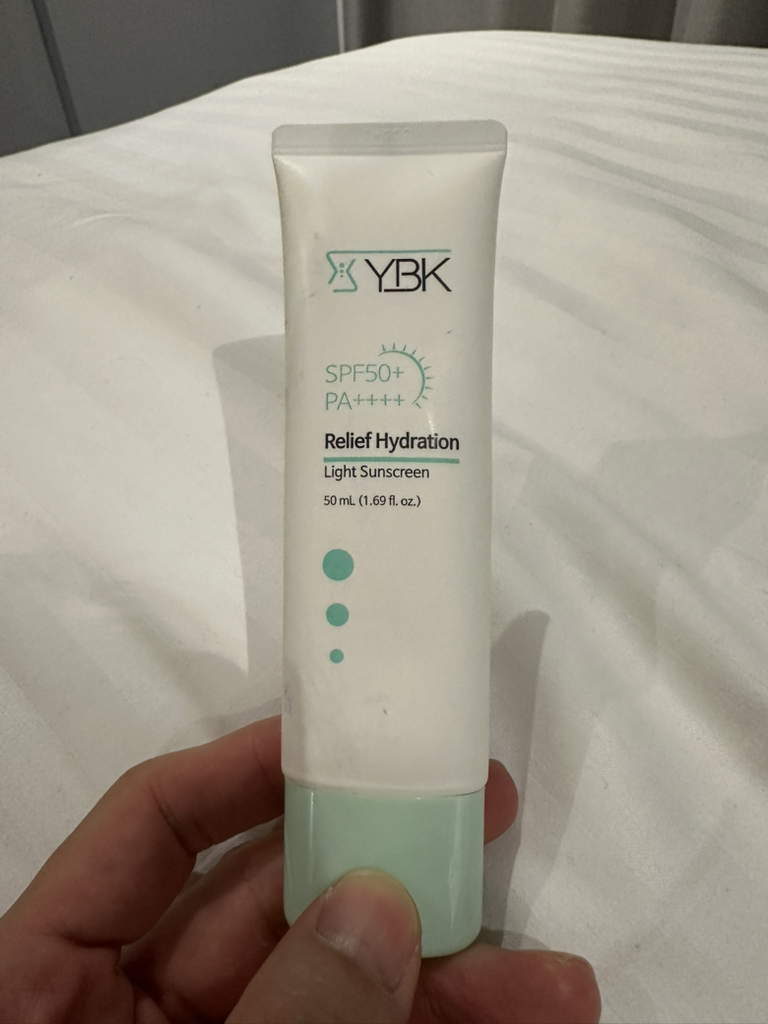 YBK
SPF50+
PA++++
Relief Hydration
Light Sunscreen
50 mL (1.69 fl. oz.)